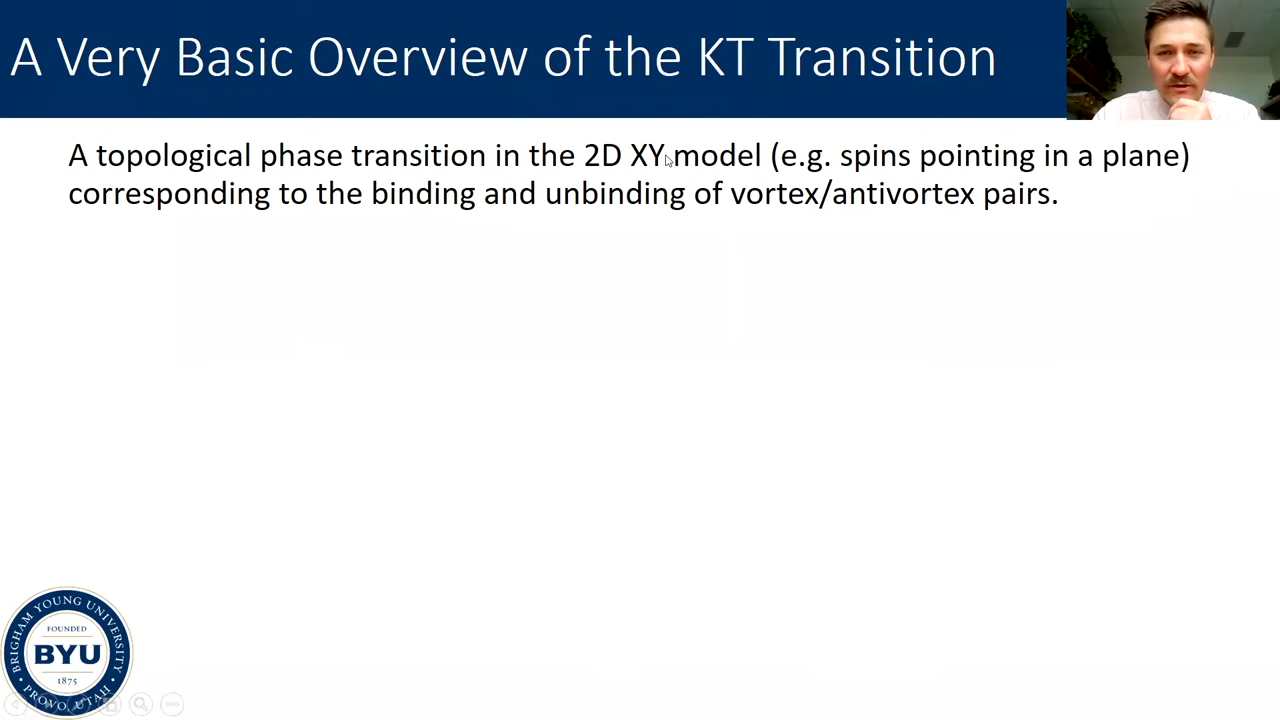 A Very Basic Overview of the KT Transition
A topological phase transition in the 2D XY model (e.g. spins pointing in a plane)
corresponding to the binding and unbinding of vortex/antivortex pairs.
BRIGHAM YOUNG UNIVERSITY
FOUNDED
BYU
1875
PROVO, UTAH